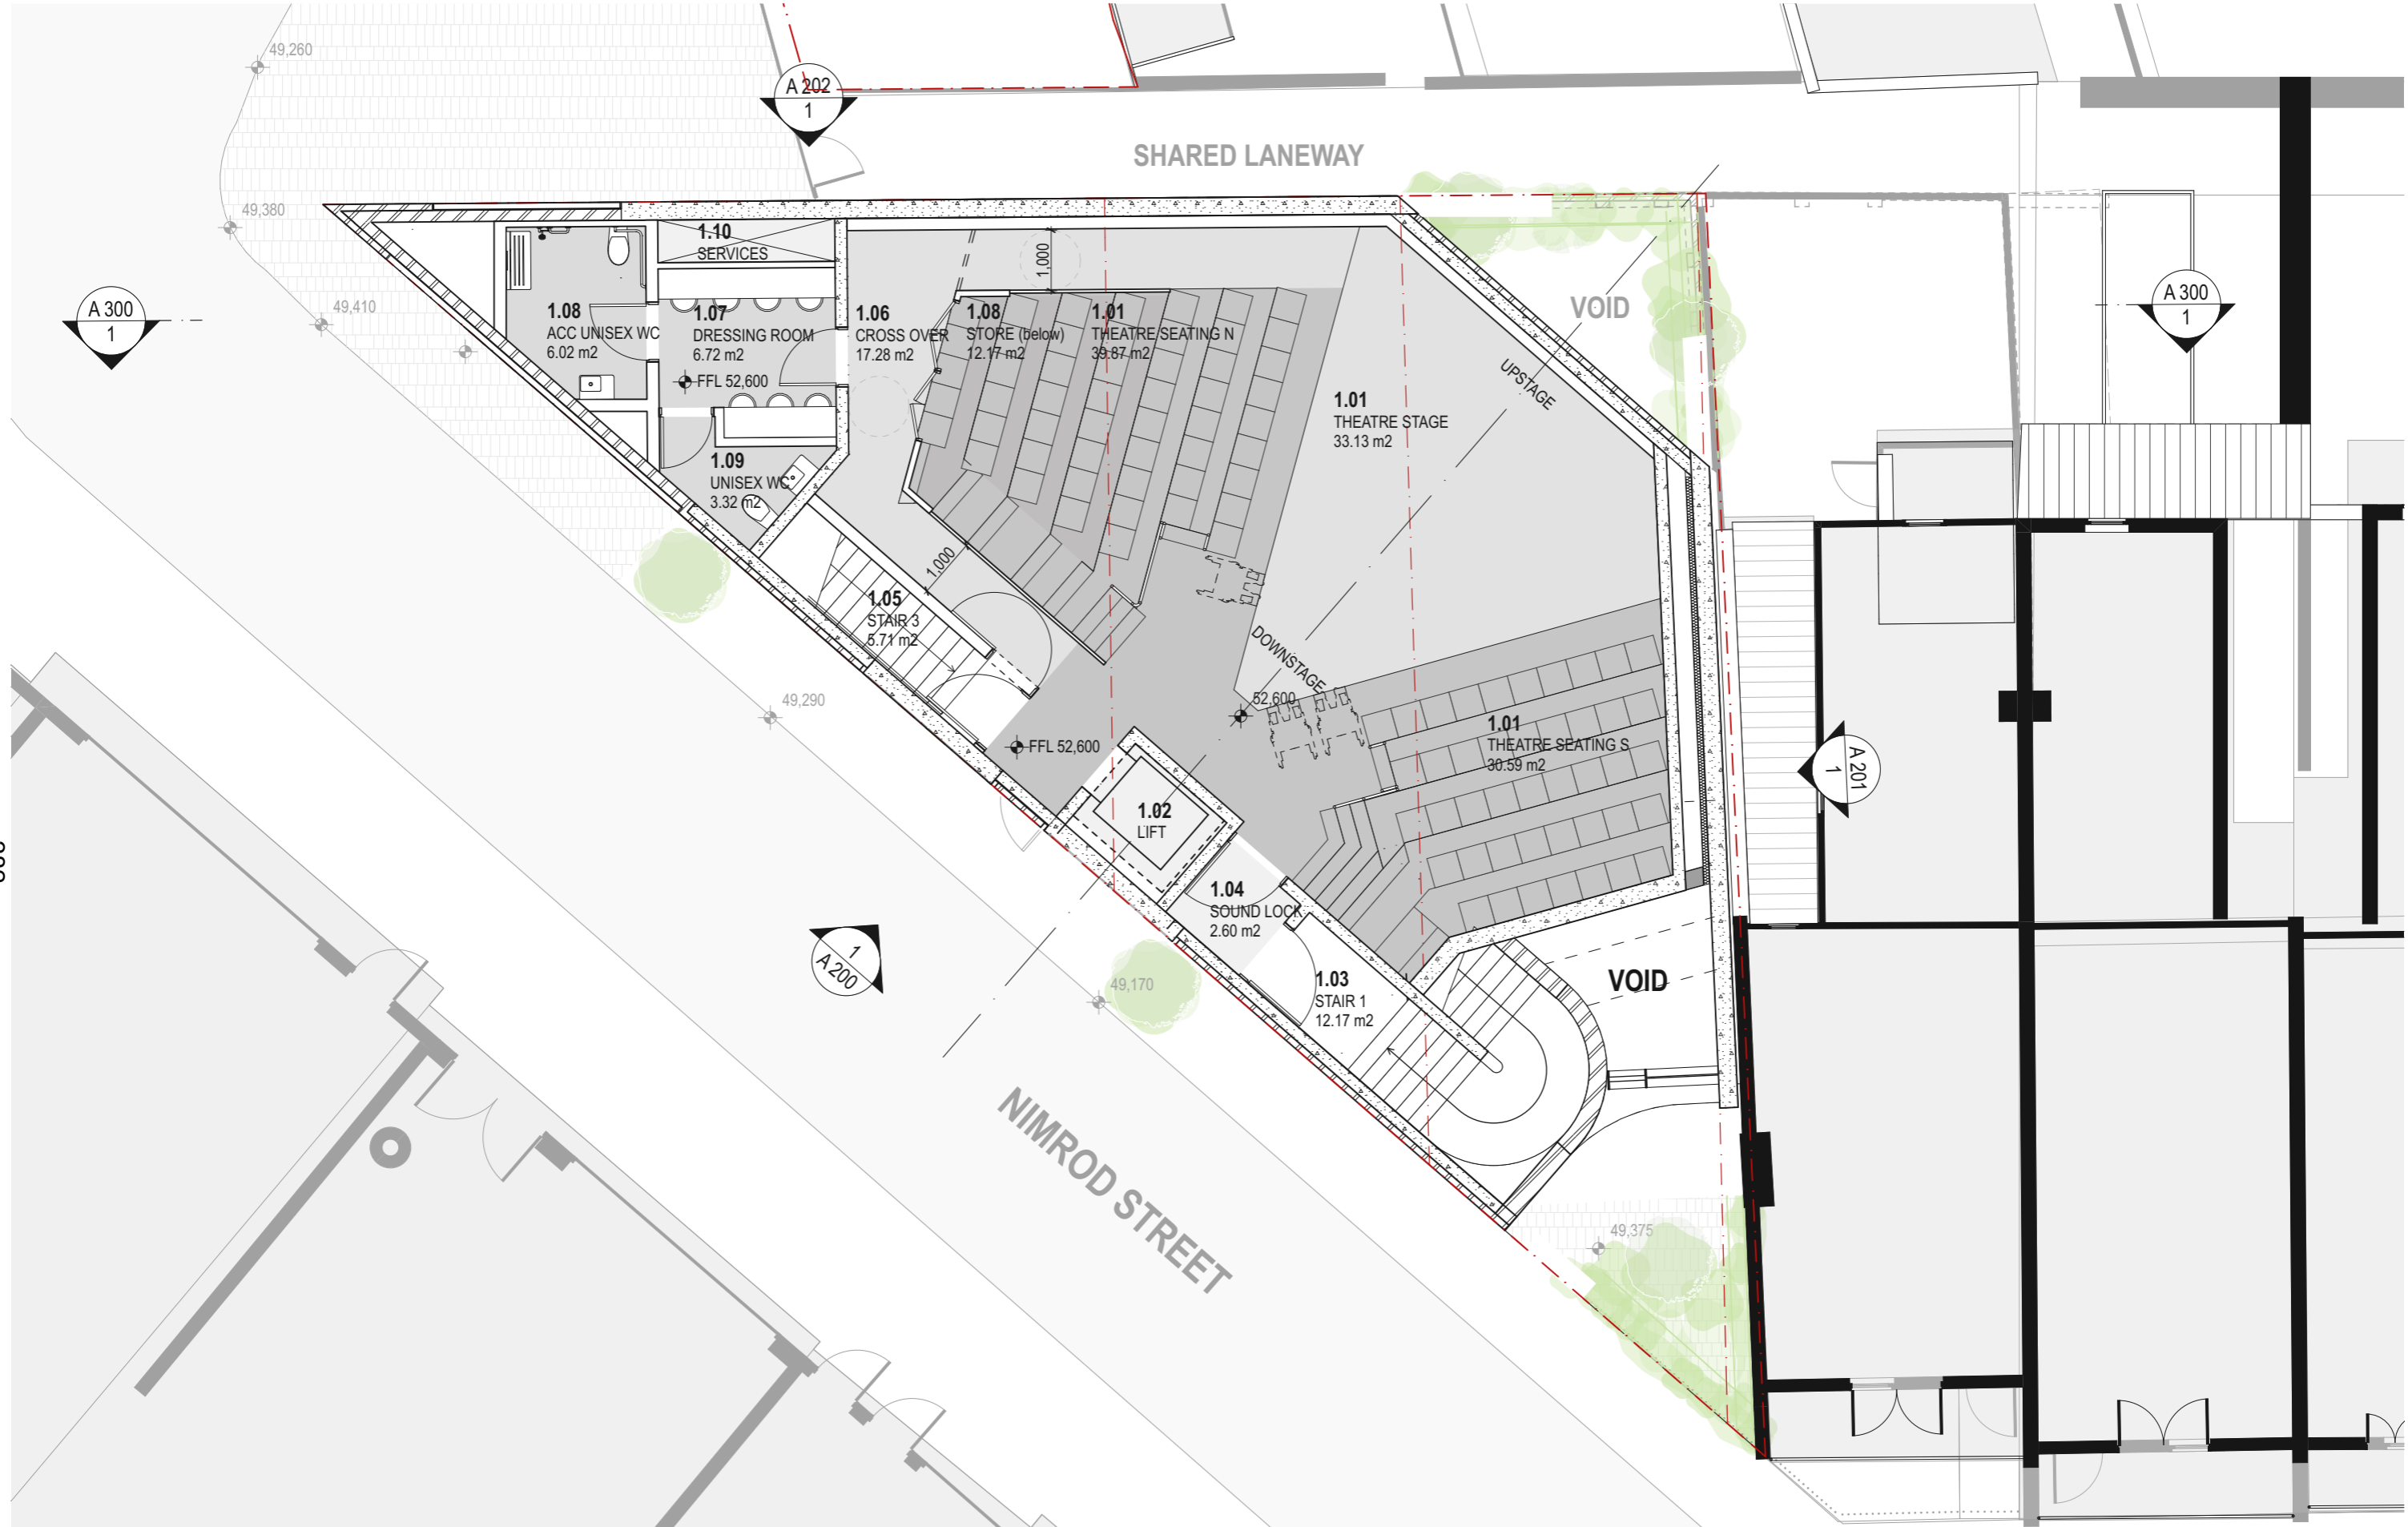 49,260
A 202
1
SHARED LANEWAY
49,380
1.10
SERVICES
1,000
A 300
1
49,410
1.08
ACC UNISEX WC
6.02 m2
1.07
DRESSING ROOM
6.72 m2
FFL 52,600
1.06
CROSS OVER
17.28 m2
1.08
STORE (below)
12.17 m2
1.01
THEATRE SEATING N
39.87 m2
VOID
A 300
1
UPSTAGE
1.01
THEATRE STAGE
33.13 m2
1.09
UNISEX WC
3.32 m2
1,000
1.05
STAIR 3
5.71 m2
DOWNSTAGE
52,600
49,290
FFL 52,600
1.01
THEATRE SEATING S
30.59 m2
A 201
1
1.02
LIFT
1.04
SOUND LOCK
2.60 m2
1
A 200
49,170
1.03
STAIR 1
12.17 m2
VOID
NIMROD STREET
49,375